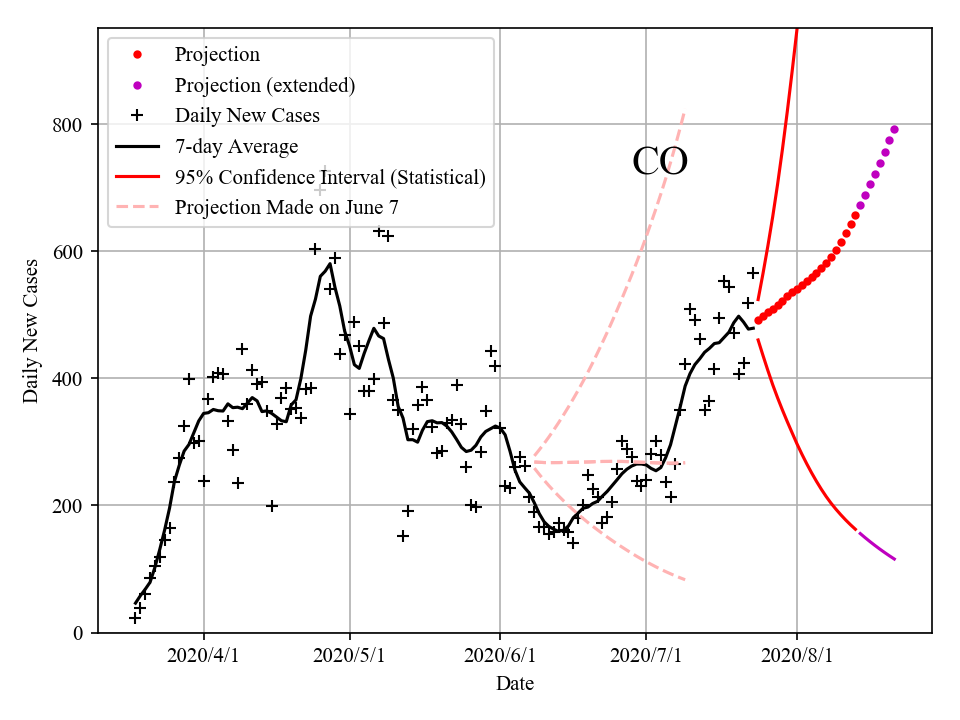 Projection
Projection (extended)
Daily New Cases
7-day Average
95% Confidence Interval (Statistical)
Projection Made on June 7
CO
800
600
400
200
0
Daily New Cases
2020/4/1
2020/5/1
2020/6/1
2020/7/1
2020/8/1
Date